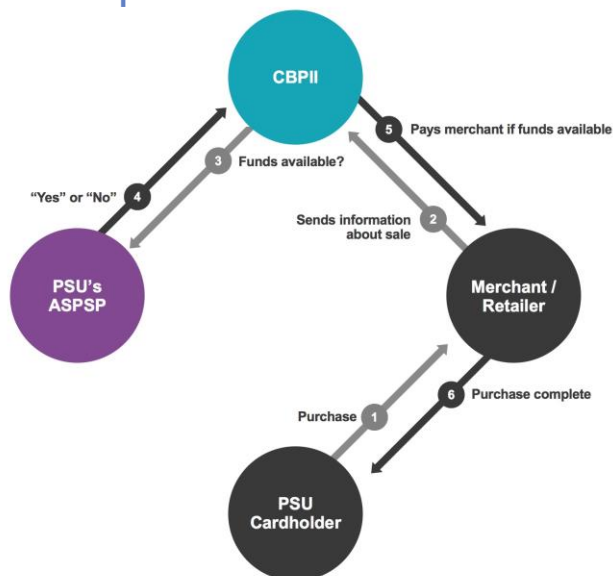 CBPII
5 Pays merchant if funds available
3 Funds available?
“Yes” or “No” 4
Sends information 2
about sale
PSU’s
ASPSP
Merchant /
Retailer
6 Purchase complete
Purchase 1
PSU
Cardholder